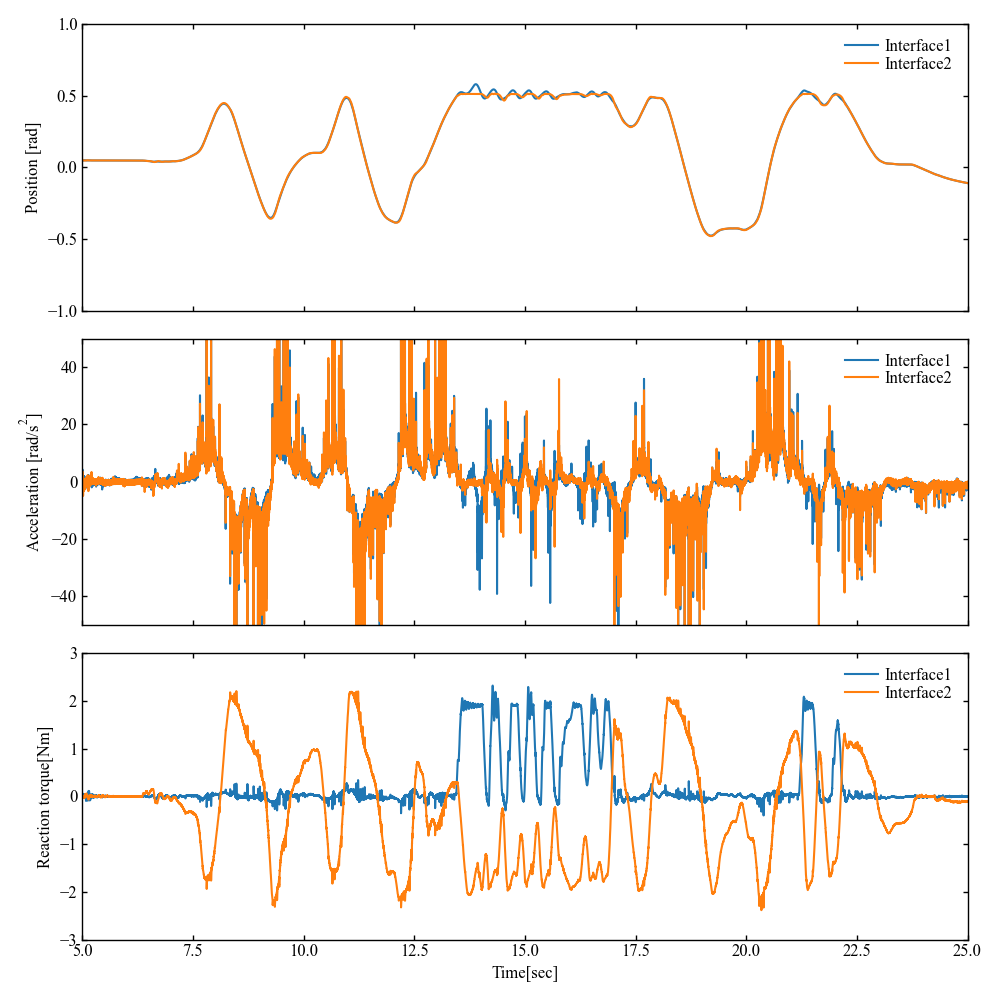 1.0
0.5
0.0
−0.5
−1.0
Position [rad]
Interface1
Interface2
40
20
0
−20
−40
Acceleration [rad/s²]
Interface1
Interface2
3
2
1
0
−1
−2
−3
Reaction torque[Nm]
Interface1
Interface2
5.0 7.5 10.0 12.5 15.0 17.5 20.0 22.5 25.0
Time[sec]